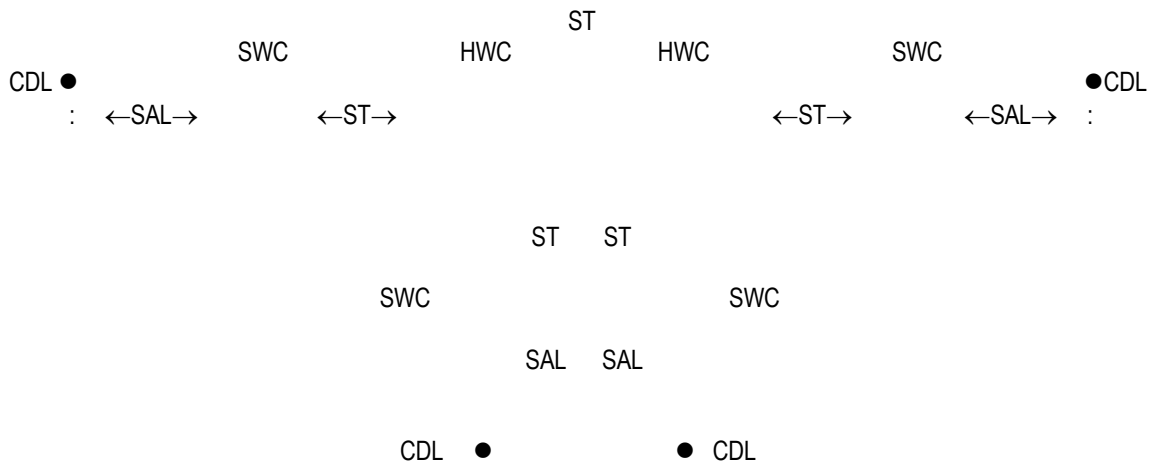 ST
SWC HWC HWC SWC
CDL ● ●CDL
: ←SAL→ ←ST→ ←ST→ ←SAL→ :
ST ST
SWC SWC
SAL SAL
CDL ● ● CDL